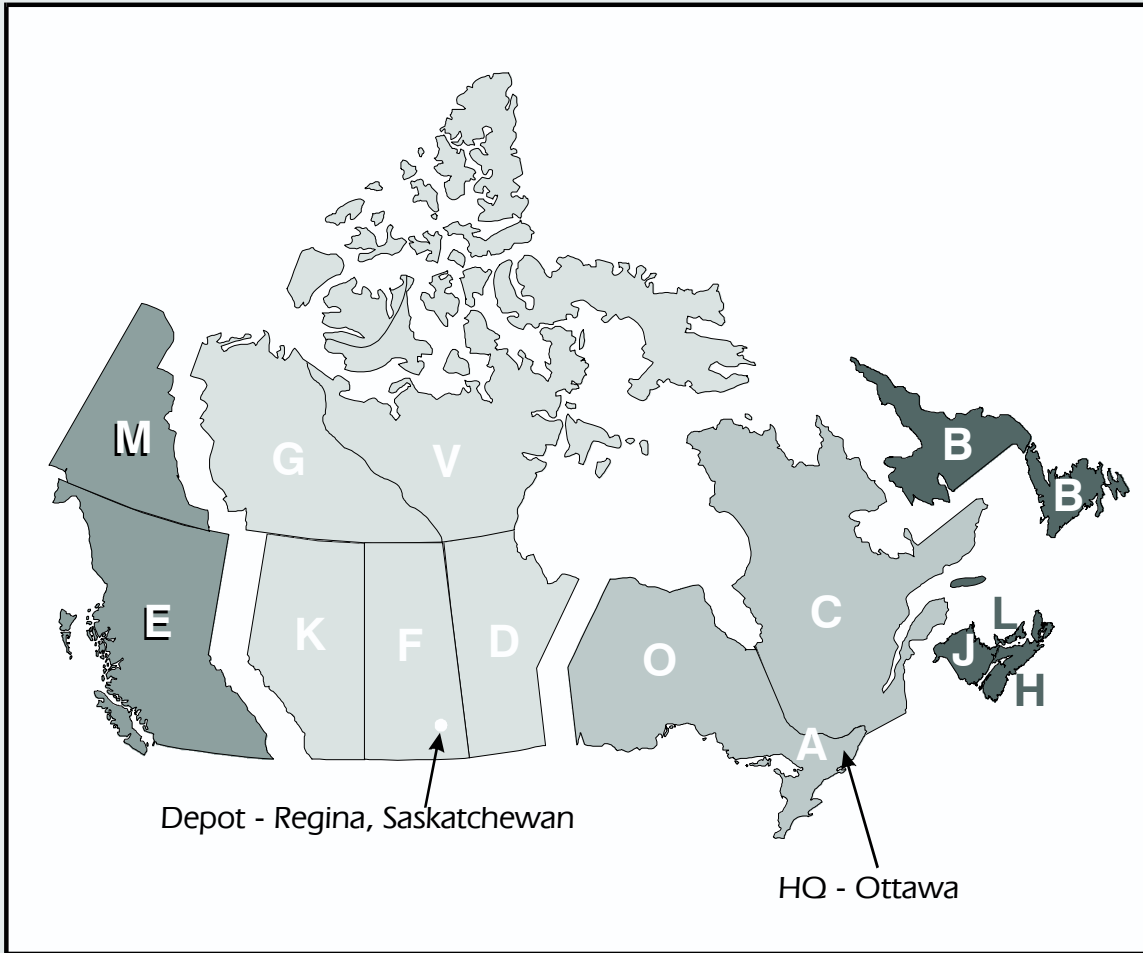 B
M
G
V
B
E
K
F
D
O
C
L
J
H
A
Depot - Regina, Saskatchewan
HQ - Ottawa